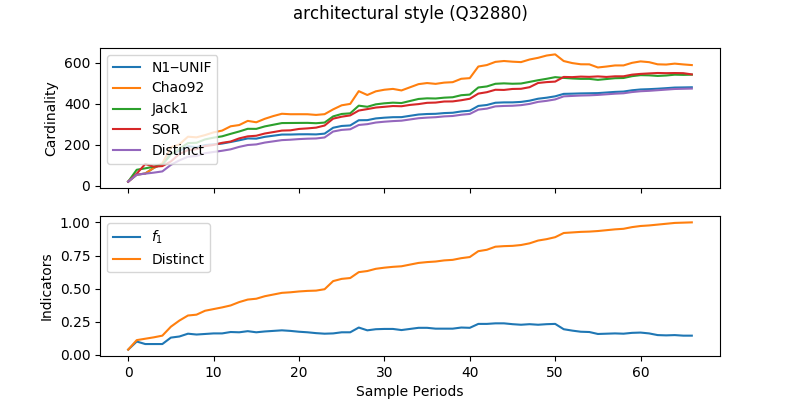 architectural style (Q32880)
600
400
200
0
Cardinality
N1−UNIF
Chao92
Jack1
SOR
Distinct
1.00
0.75
0.50
0.25
0.00
Indicators
f1
Distinct
0 10 20 30 40 50 60
Sample Periods